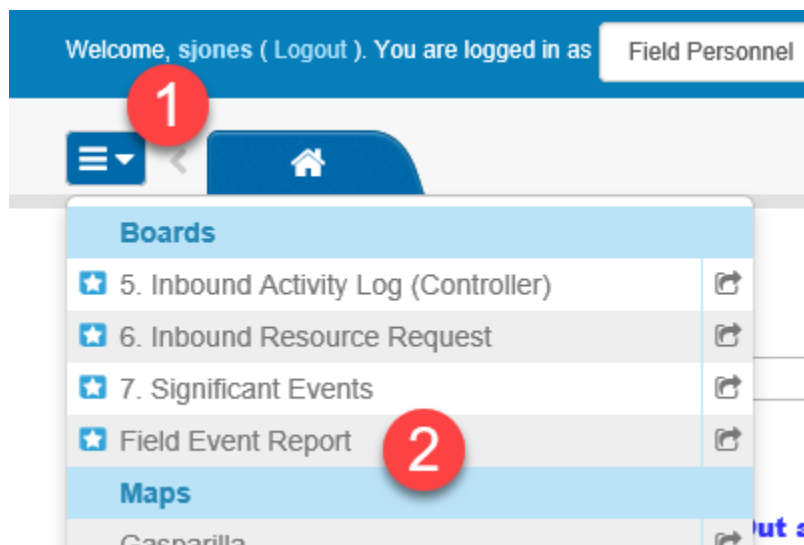 Welcome, sjones ( Logout ). You are logged in as Field Personnel
1
Boards
5. Inbound Activity Log (Controller)
6. Inbound Resource Request
7. Significant Events
Field Event Report
2
Maps
Gasparilla